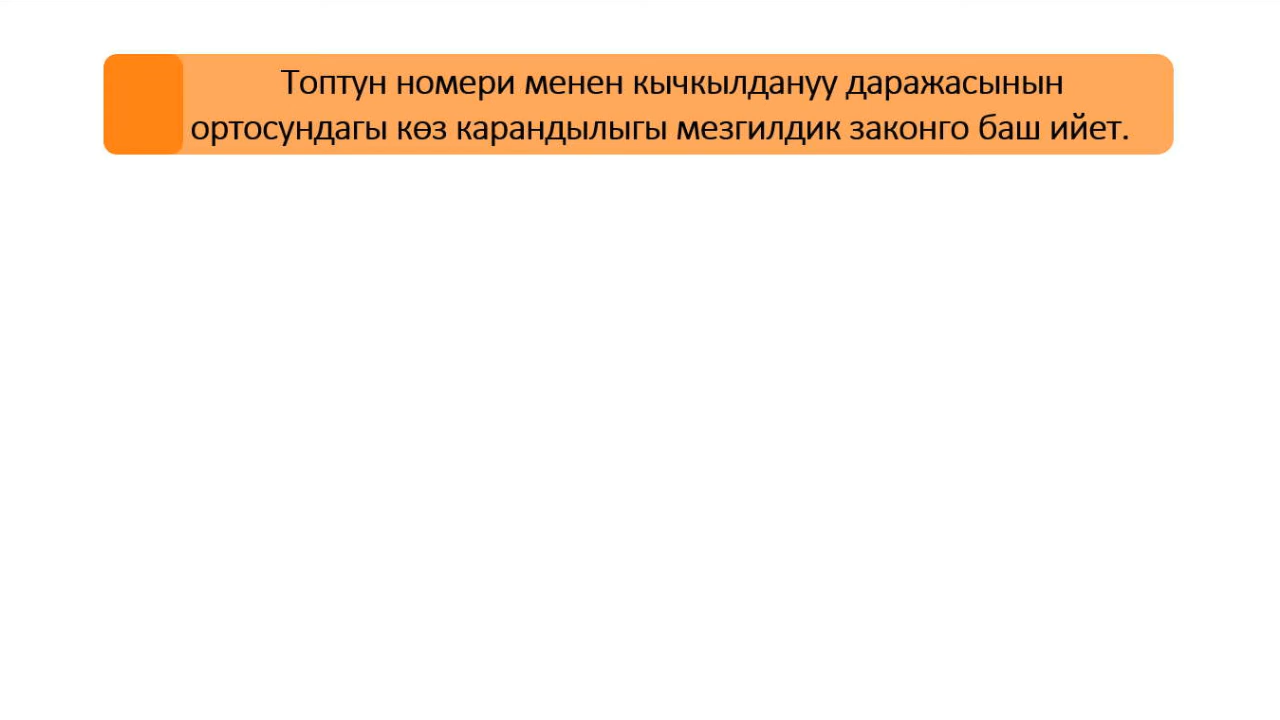 Топтун номери менен кычкылдануу даражасынын
ортосундагы көз карандылыгы мезгилдик законго баш ийет.